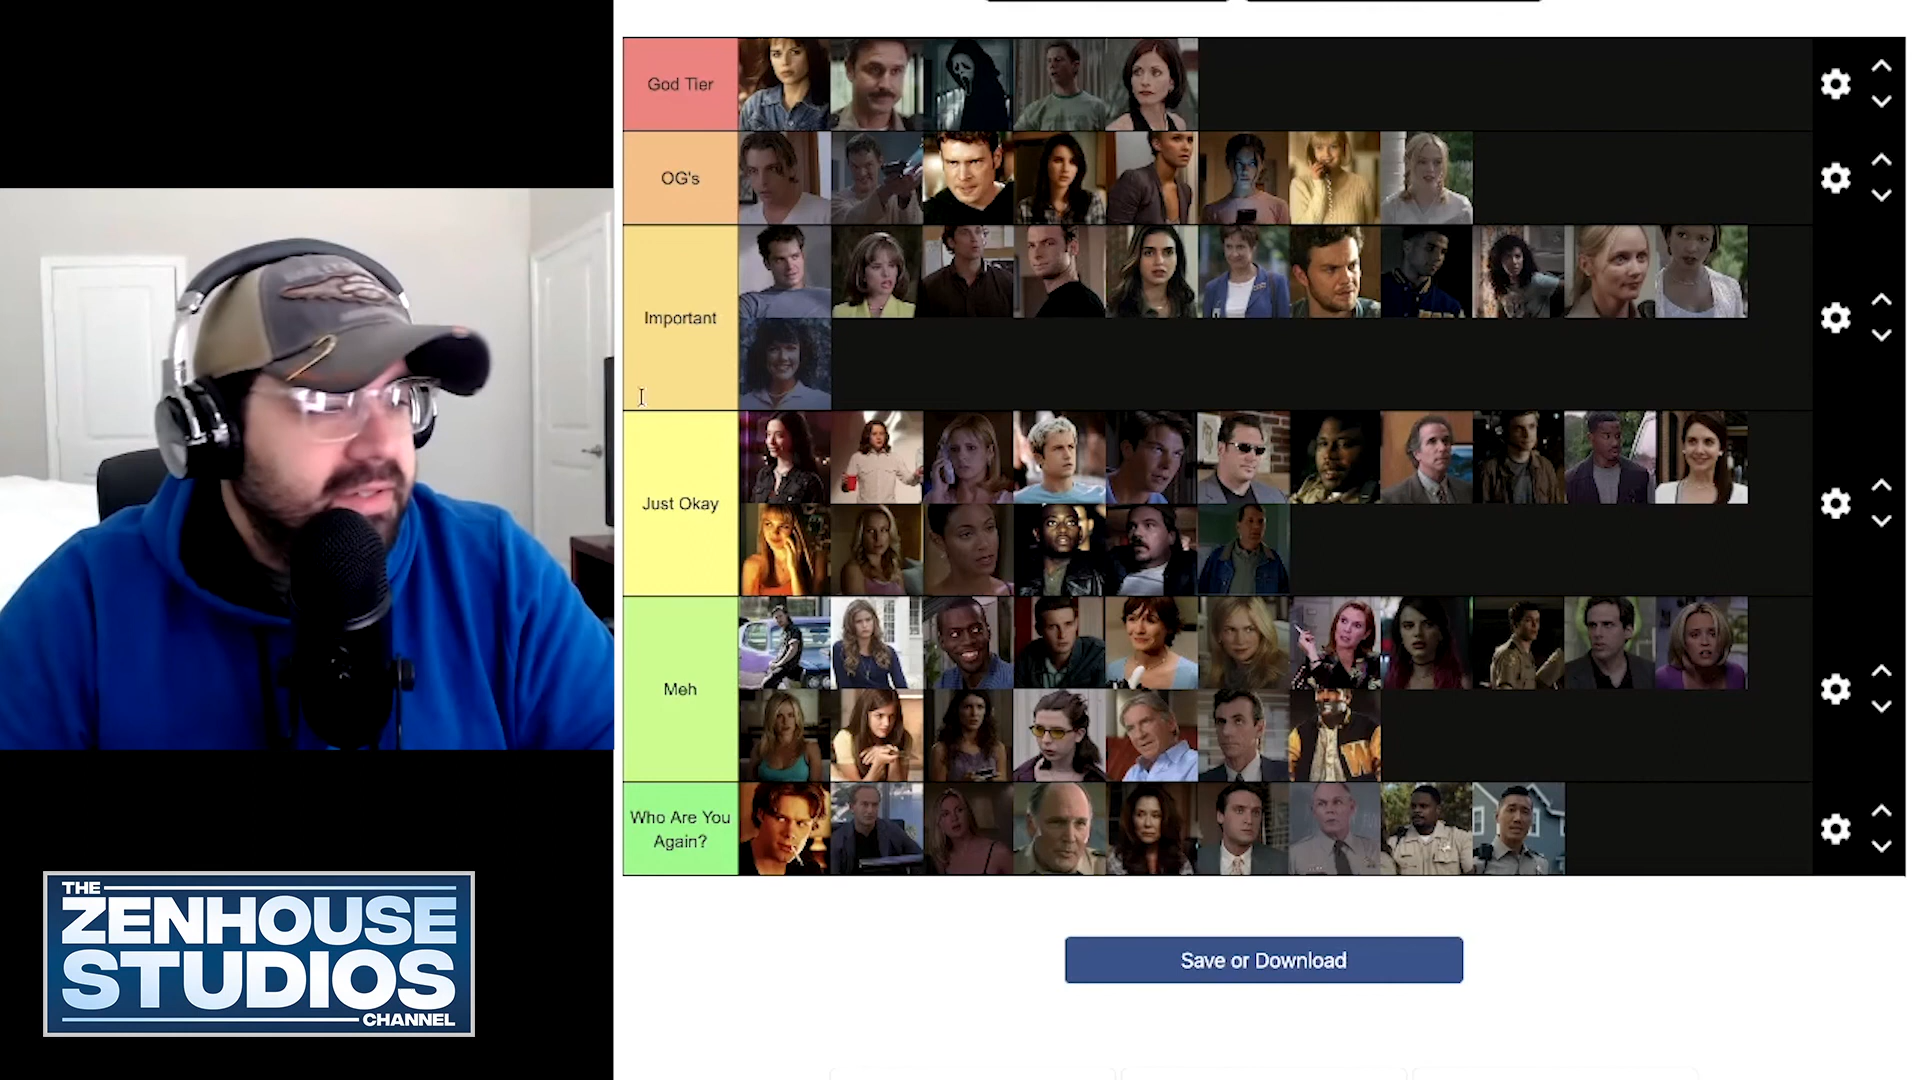 God Tier
OG's
Important
Just Okay
Meh
Who Are You
Again?
Save or Download
THE
ZENHOUSE
STUDIOS
CHANNEL